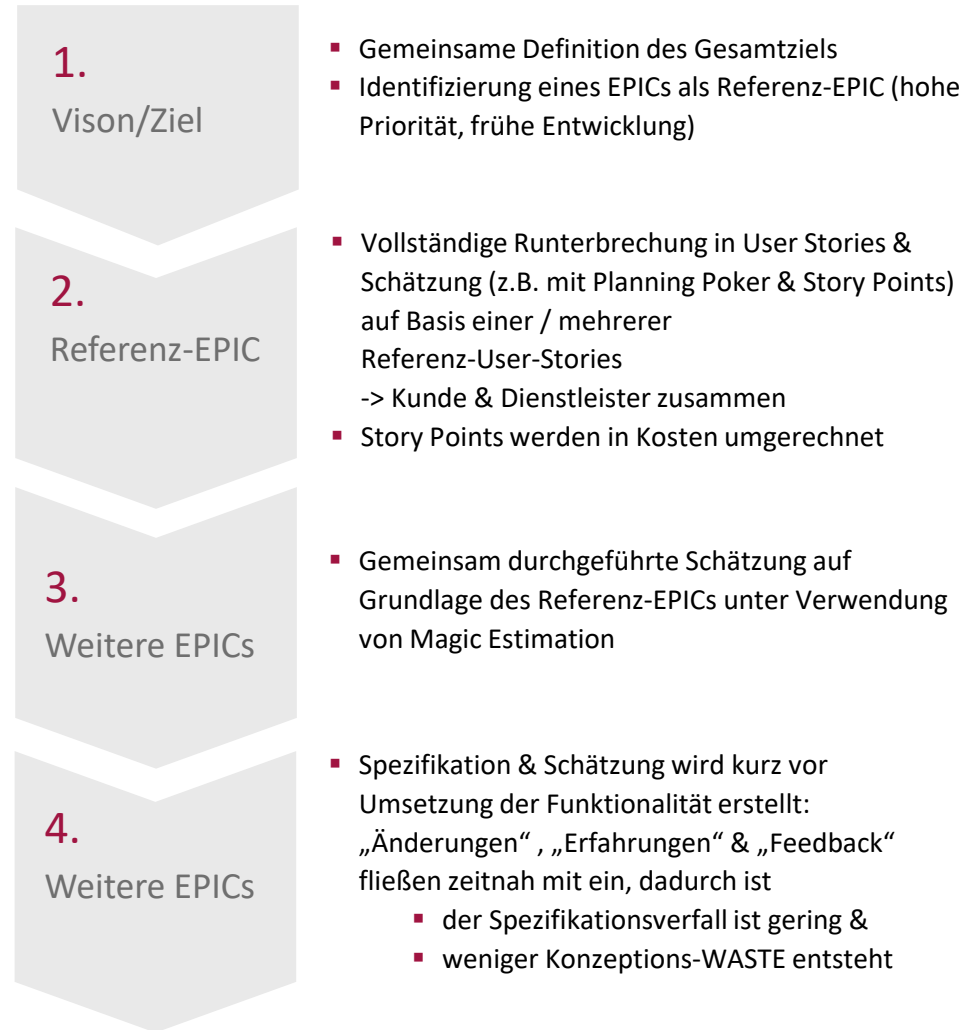 1.
Vison/Ziel
▪ Gemeinsame Definition des Gesamtziels
▪ Identifizierung eines EPICs als Referenz-EPIC (hohe
Priorität, frühe Entwicklung)
2.
Referenz-EPIC
▪ Vollständige Runterbrechung in User Stories &
Schätzung (z.B. mit Planning Poker & Story Points)
auf Basis einer / mehrerer
Referenz-User-Stories
-> Kunde & Dienstleister zusammen
▪ Story Points werden in Kosten umgerechnet
3.
Weitere EPICs
▪ Gemeinsam durchgeführte Schätzung auf
Grundlage des Referenz-EPICs unter Verwendung
von Magic Estimation
4.
Weitere EPICs
▪ Spezifikation & Schätzung wird kurz vor
Umsetzung der Funktionalität erstellt:
„Änderungen“ , „Erfahrungen“ & „Feedback“
fließen zeitnah mit ein, dadurch ist
▪ der Spezifikationsverfall ist gering &
▪ weniger Konzeptions-WASTE entsteht